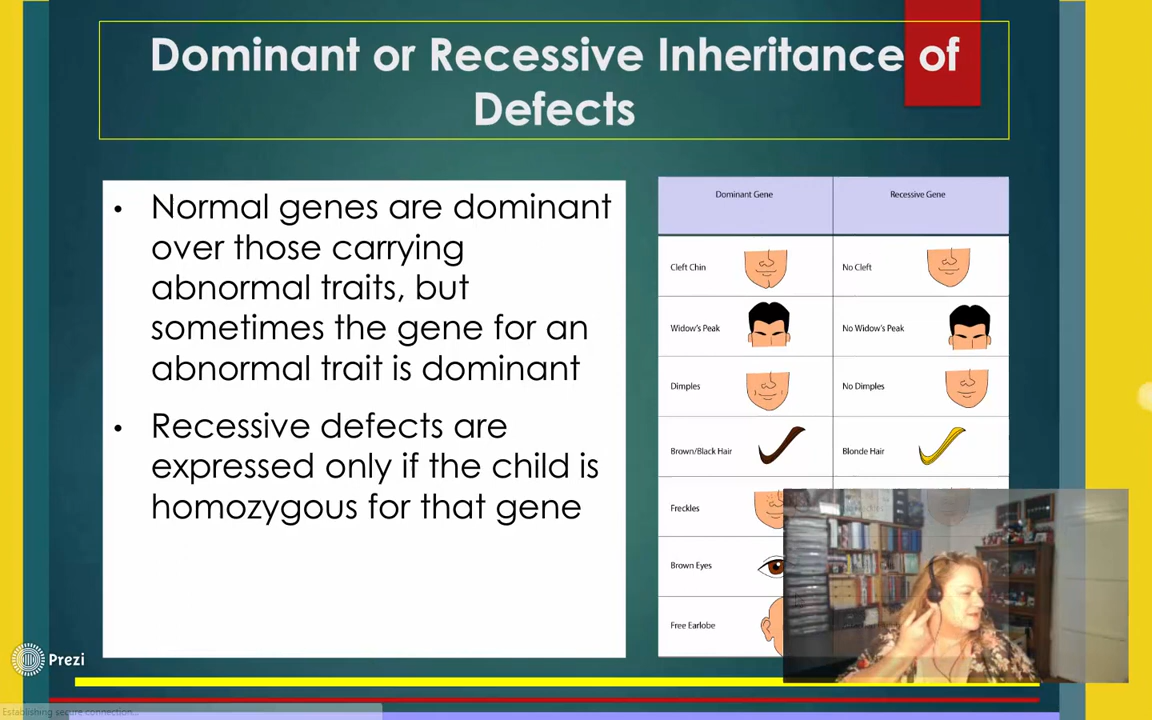 Dominant or Recessive Inheritance of
Defects
• Normal genes are dominant
over those carrying
abnormal traits, but
sometimes the gene for an
abnormal trait is dominant
• Recessive defects are
expressed only if the child is
homozygous for that gene
Dominant Gene Recessive Gene
Cleft Chin No Cleft
Widow's Peak No Widow's Peak
Dimples No Dimples
Brown/Black Hair Blonde Hair
Freckles
Brown Eyes
Free Earlobe
Prezi
Establishing secure connection...